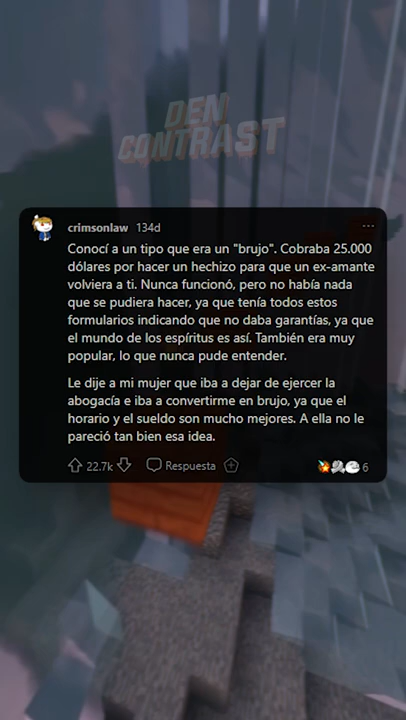 DEN
CONTRAST
crimsonlaw 134d
Conocí a un tipo que era un "brujo". Cobraba 25.000
dólares por hacer un hechizo para que un ex-amante
volviera a ti. Nunca funcionó, pero no había nada
que se pudiera hacer, ya que tenía todos estos
formularios indicando que no daba garantías, ya que
el mundo de los espíritus es así. También era muy
popular, lo que nunca pude entender.
Le dije a mi mujer que iba a dejar de ejercer la
abogacía e iba a convertirme en brujo, ya que el
horario y el sueldo son mucho mejores. A ella no le
pareció tan bien esa idea.
22.7k Respuesta 6